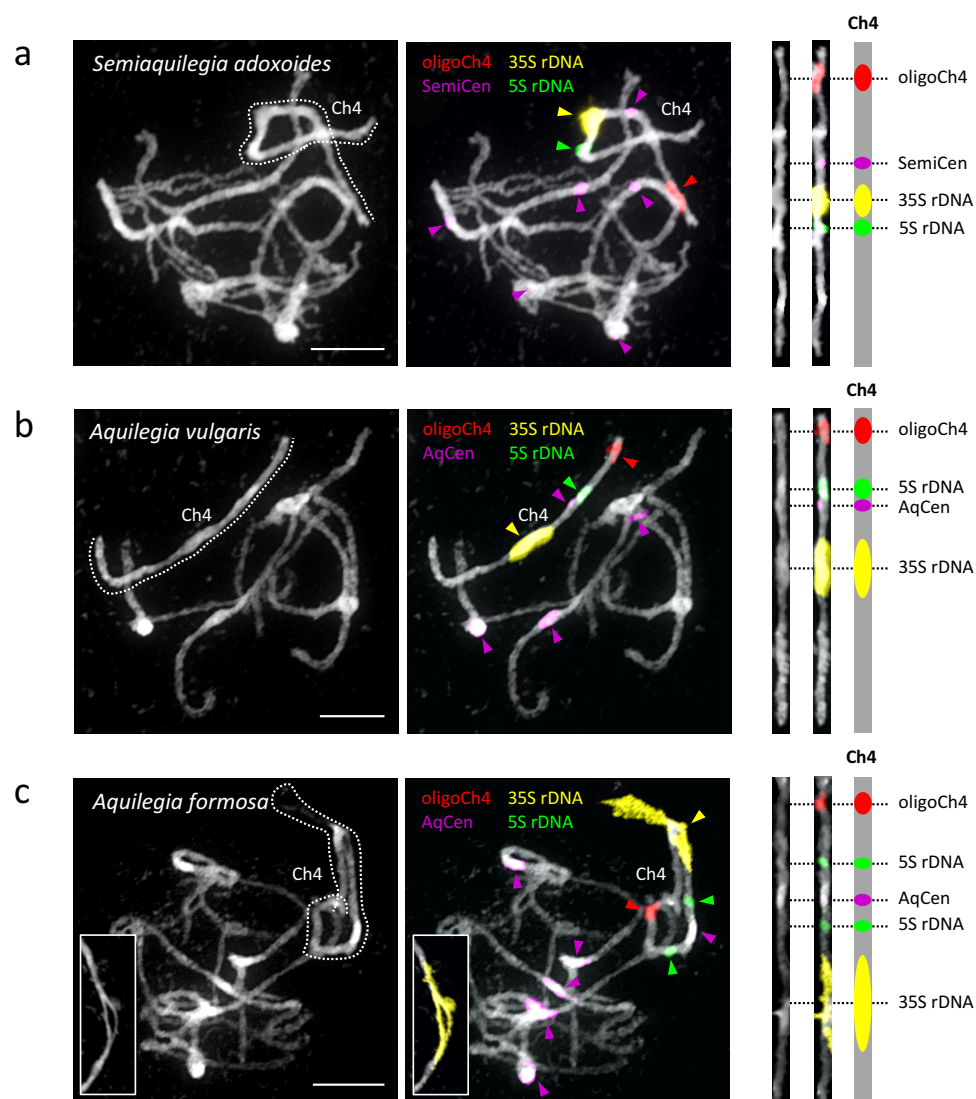 a
Semiaquilegia adoxoides
Ch4
oligoCh4 35S rDNA
SemiCen 5S rDNA
Ch4
Ch4
oligoCh4
SemiCen
35S rDNA
5S rDNA
b
Aquilegia vulgaris
Ch4
oligoCh4 35S rDNA
AqCen 5S rDNA
Ch4
Ch4
oligoCh4
5S rDNA
AqCen
35S rDNA
c
Aquilegia formosa
Ch4
oligoCh4 35S rDNA
AqCen 5S rDNA
Ch4
Ch4
oligoCh4
5S rDNA
AqCen
5S rDNA
35S rDNA